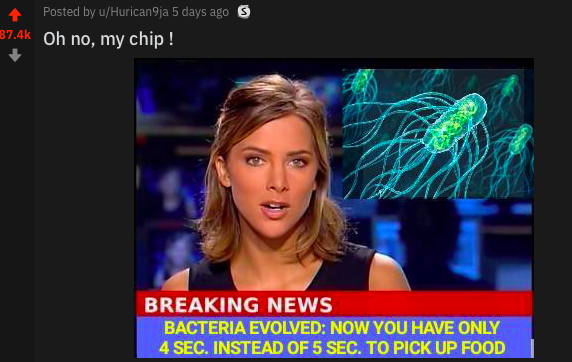 Posted by u/Hurican9ja 5 days ago
87.4k
Oh no, my chip !
BREAKING NEWS
BACTERIA EVOLVED: NOW YOU HAVE ONLY
4 SEC. INSTEAD OF 5 SEC. TO PICK UP FOOD